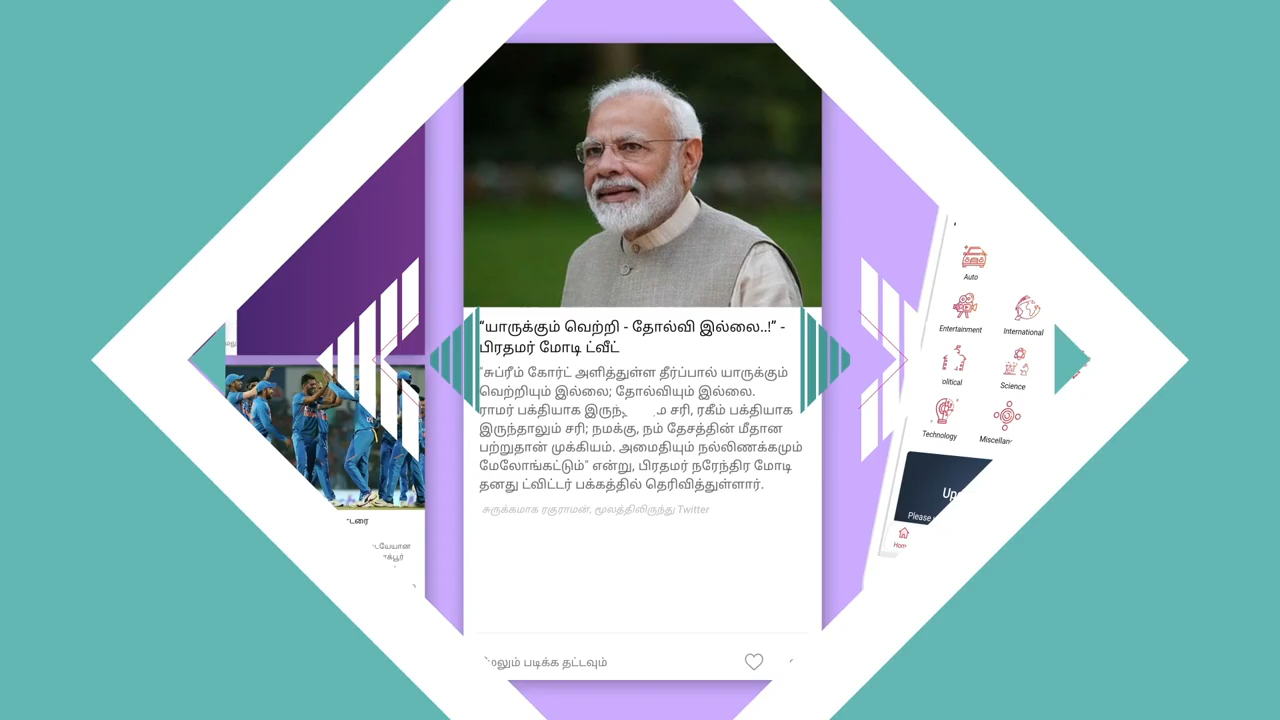 “யாருக்கும் வெற்றி - தோல்வி இல்லை..!” -
பிரதமர் மோடி ட்வீட்
"சுப்ரீம் கோர்ட் அளித்துள்ள தீர்ப்பால் யாருக்கும்
வெற்றியும் இல்லை; தோல்வியும் இல்லை.
ராமர் பக்தியாக சரி, ரகீம் பக்தியாக
இருந்தாலும் சரி; நமக்கு, நம் தேசத்தின் மீதான
பற்றுதான் முக்கியம். அமைதியும் நல்லிணக்கமும்
மேலோங்கட்டும்" என்று, பிரதமர் நரேந்திர மோடி
தனது ட்விட்டர் பக்கத்தில் தெரிவித்துள்ளார்.
சுருக்கமாக ரகுராமன், மூலத்திலிருந்து Twitter
படிக்க தட்டவும்
Auto
Entertainment International
Science
Technology
Please